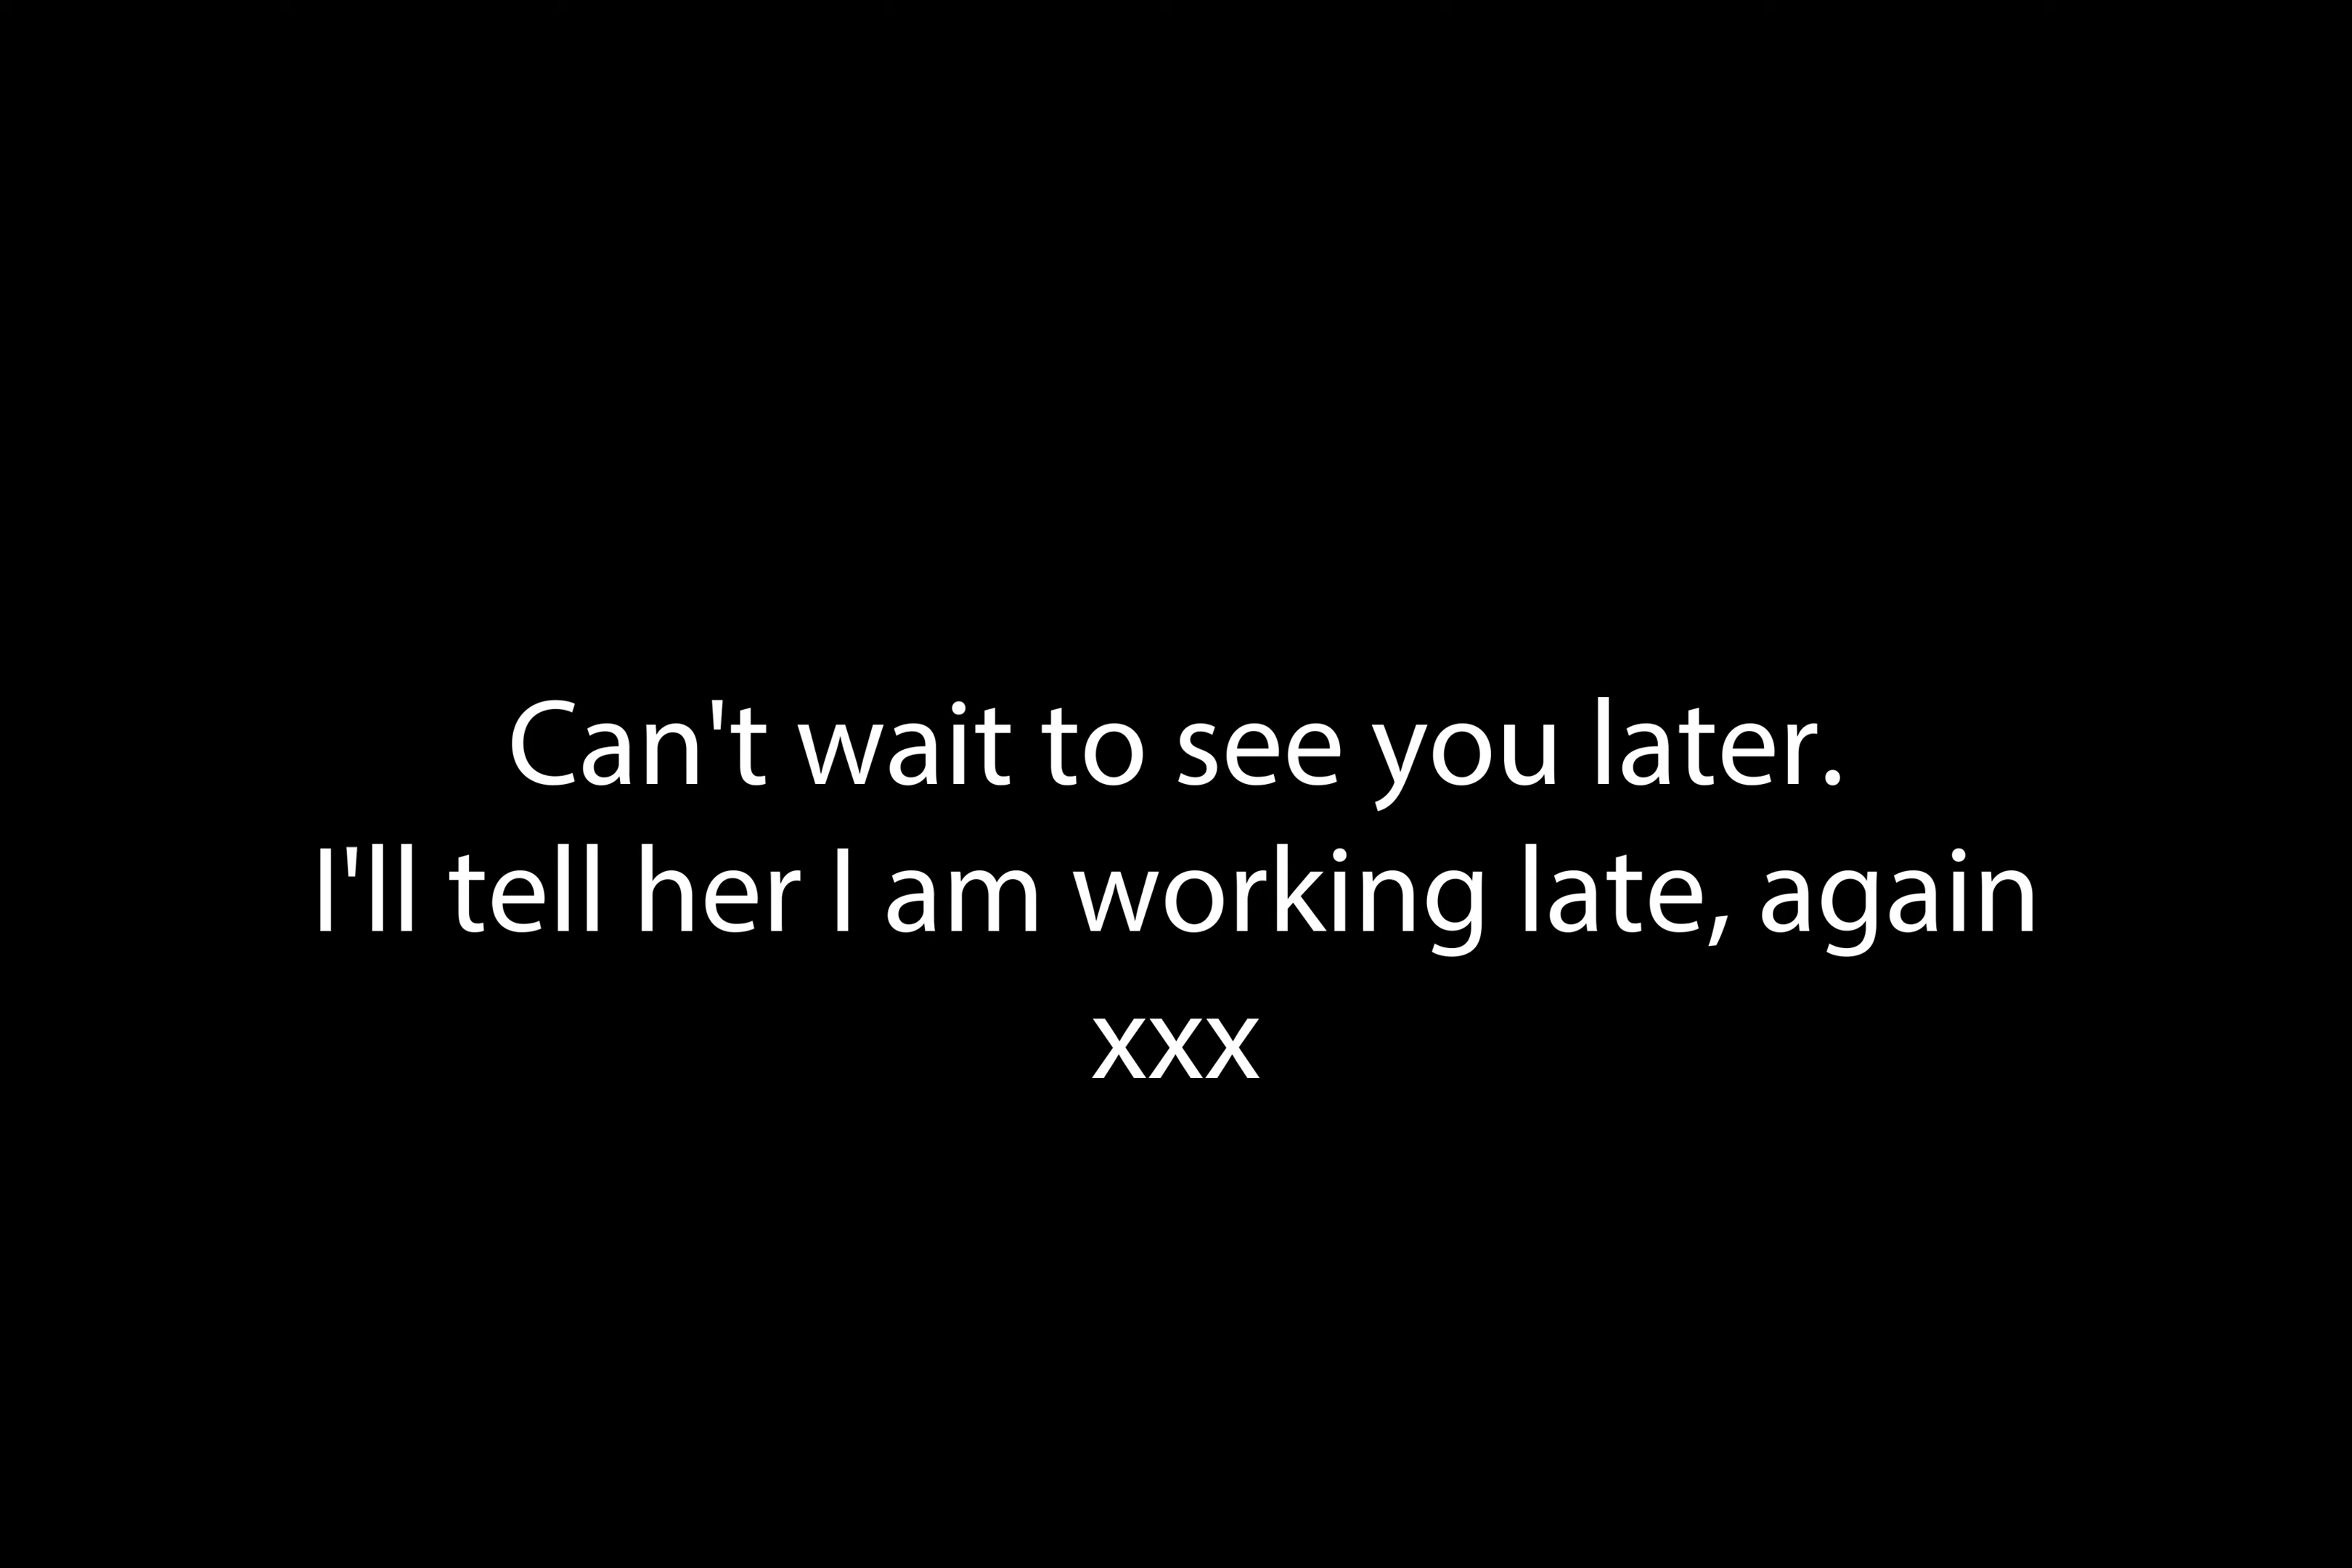 Can't wait to see you later.
I'll tell her I am working late, again
xxx